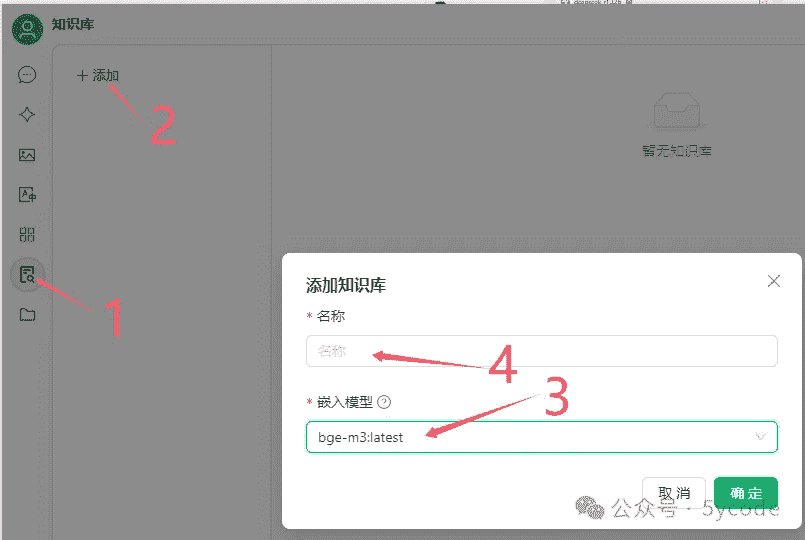 知识库
+ 添加
2
暂无知识库
1
添加知识库
* 名称
名称
4
* 嵌入模型
3
bge-m3:latest
取消
确定
公众号 · 5ycode